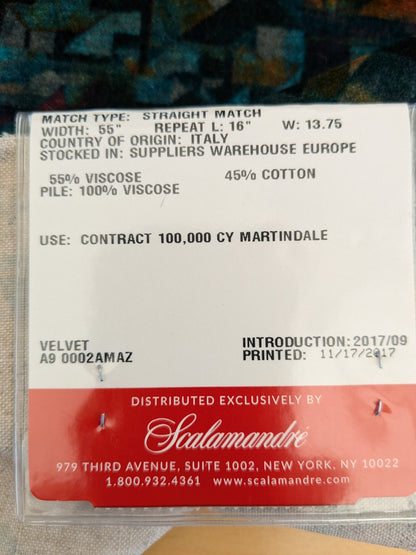 MATCH TYPE: STRAIGHT MATCH
WIDTH: 55" REPEAT L: 16" W: 13.75
COUNTRY OF ORIGIN: ITALY
STOCKED IN: SUPPLIERS WAREHOUSE EUROPE
55% VISCOSE 45% COTTON
PILE: 100% VISCOSE
USE: CONTRACT 100,000 CY MARTINDALE
VELVET INTRODUCTION: 2017/09
A9 0002AMAZ PRINTED: 11/17/2017
DISTRIBUTED EXCLUSIVELY BY
Scalamandré
979 THIRD AVENUE, SUITE 1002, NEW YORK, NY 10022
1.800.932.4361 www.scalamandre.com